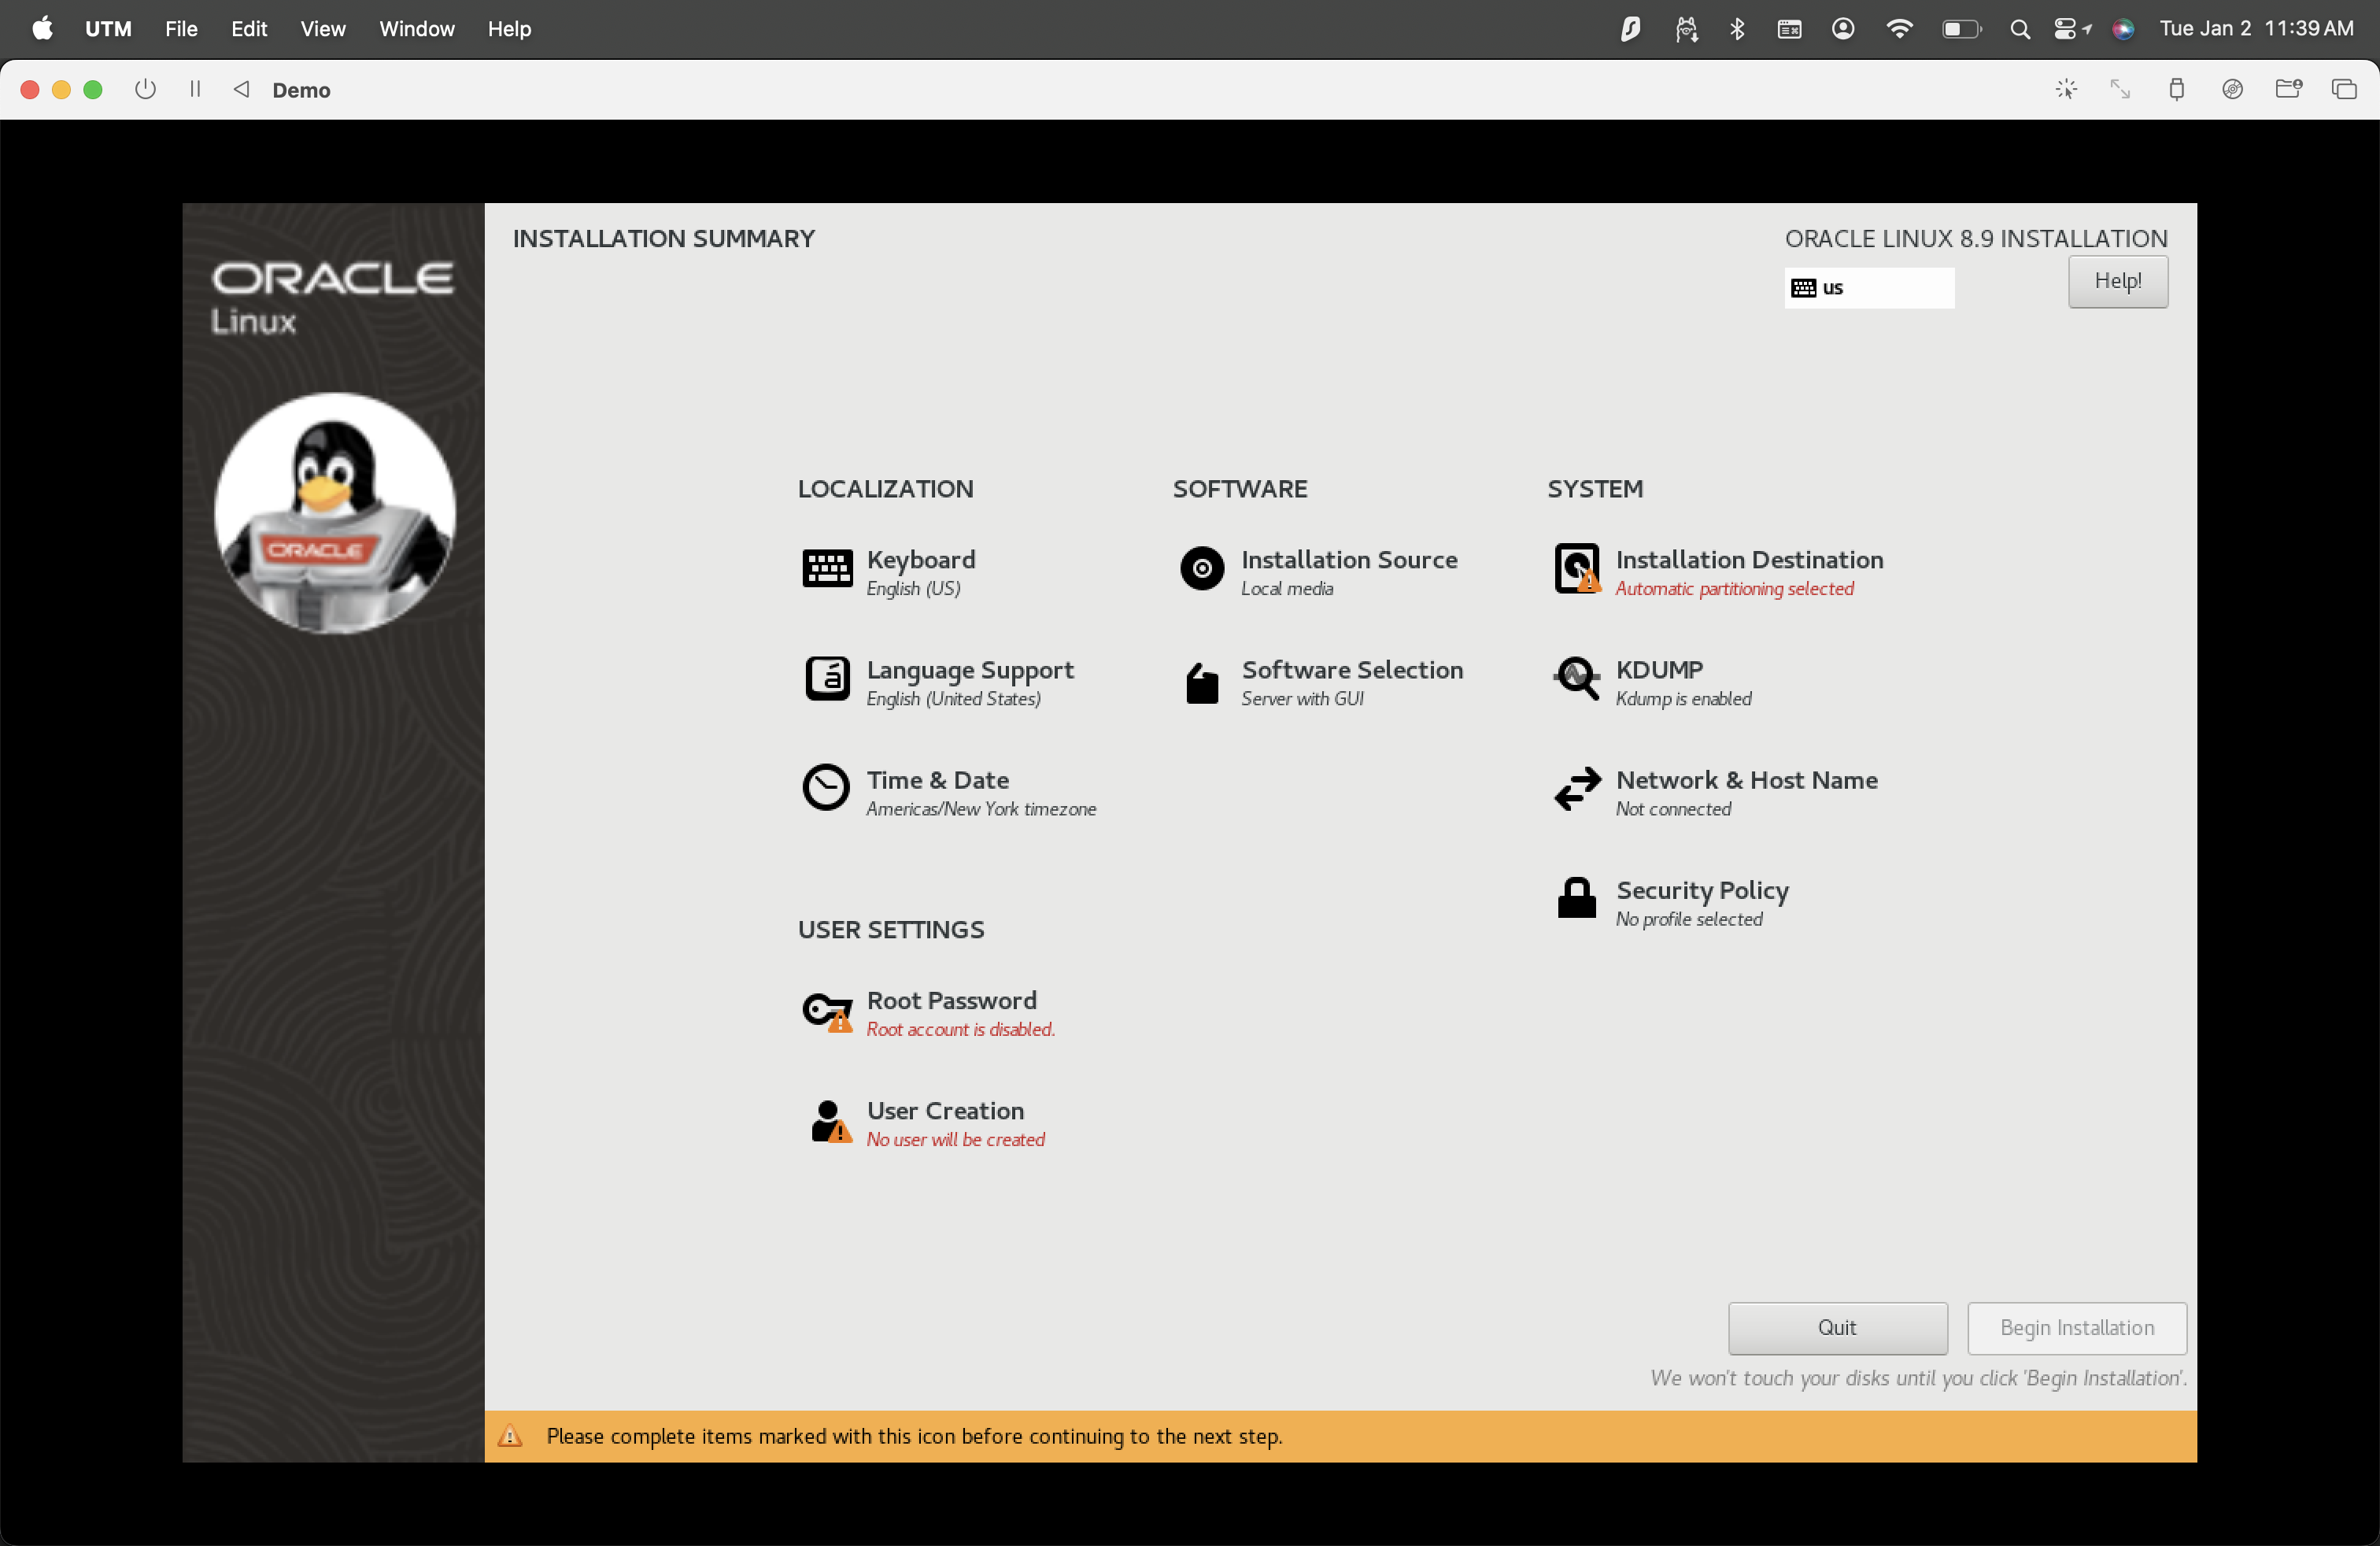 UTM File Edit View Window Help Tue Jan 2 11:39 AM
Demo
ORACLE
Linux
ORACLE
INSTALLATION SUMMARY
ORACLE LINUX 8.9 INSTALLATION
us
Help!
LOCALIZATION
Keyboard
English (US)
Language Support
English (United States)
Time & Date
Americas/New York timezone
SOFTWARE
Installation Source
Local media
Software Selection
Server with GUI
SYSTEM
Installation Destination
Automatic partitioning selected
KDUMP
Kdump is enabled
Network & Host Name
Not connected
Security Policy
No profile selected
USER SETTINGS
Root Password
Root account is disabled.
User Creation
No user will be created
Quit
Begin Installation
We won't touch your disks until you click 'Begin Installation'.
Please complete items marked with this icon before continuing to the next step.